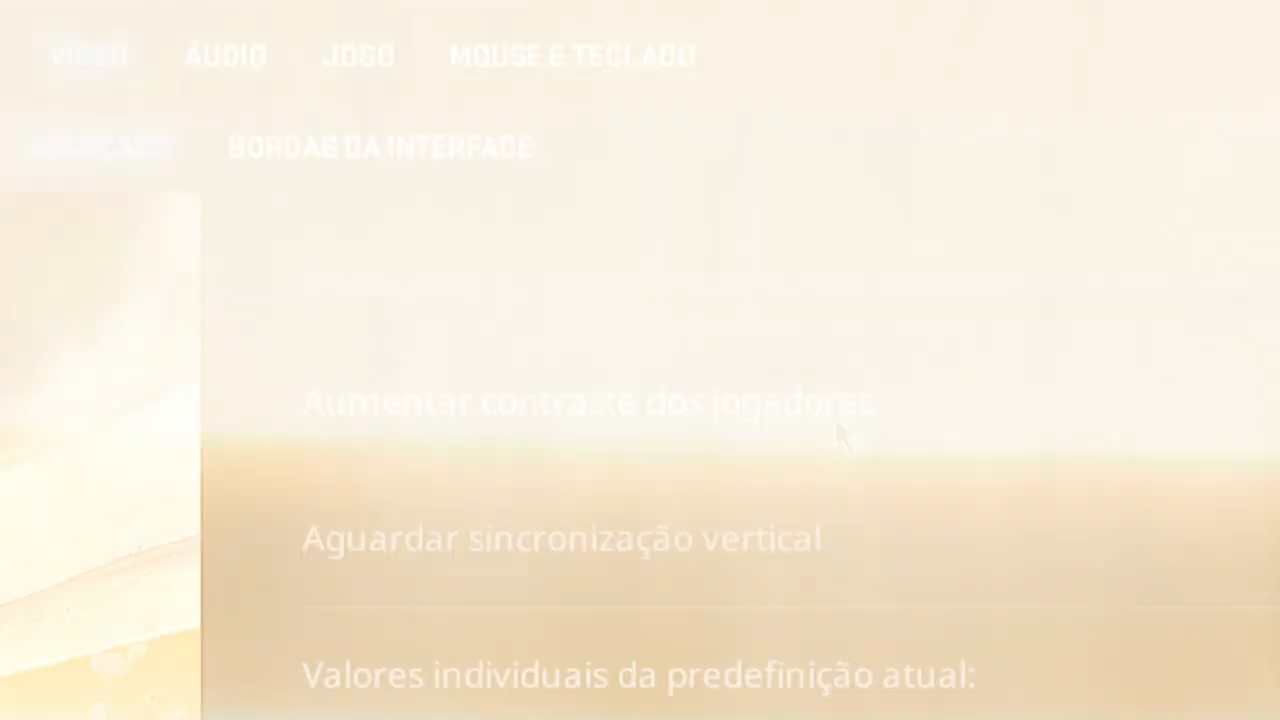 VÍDEO ÁUDIO JOGO MOUSE E TECLADO
AVANÇADO BORDAS DA INTERFACE
Aumentar contraste dos jogadores
Aguardar sincronização vertical
Valores individuais da predefinição atual: